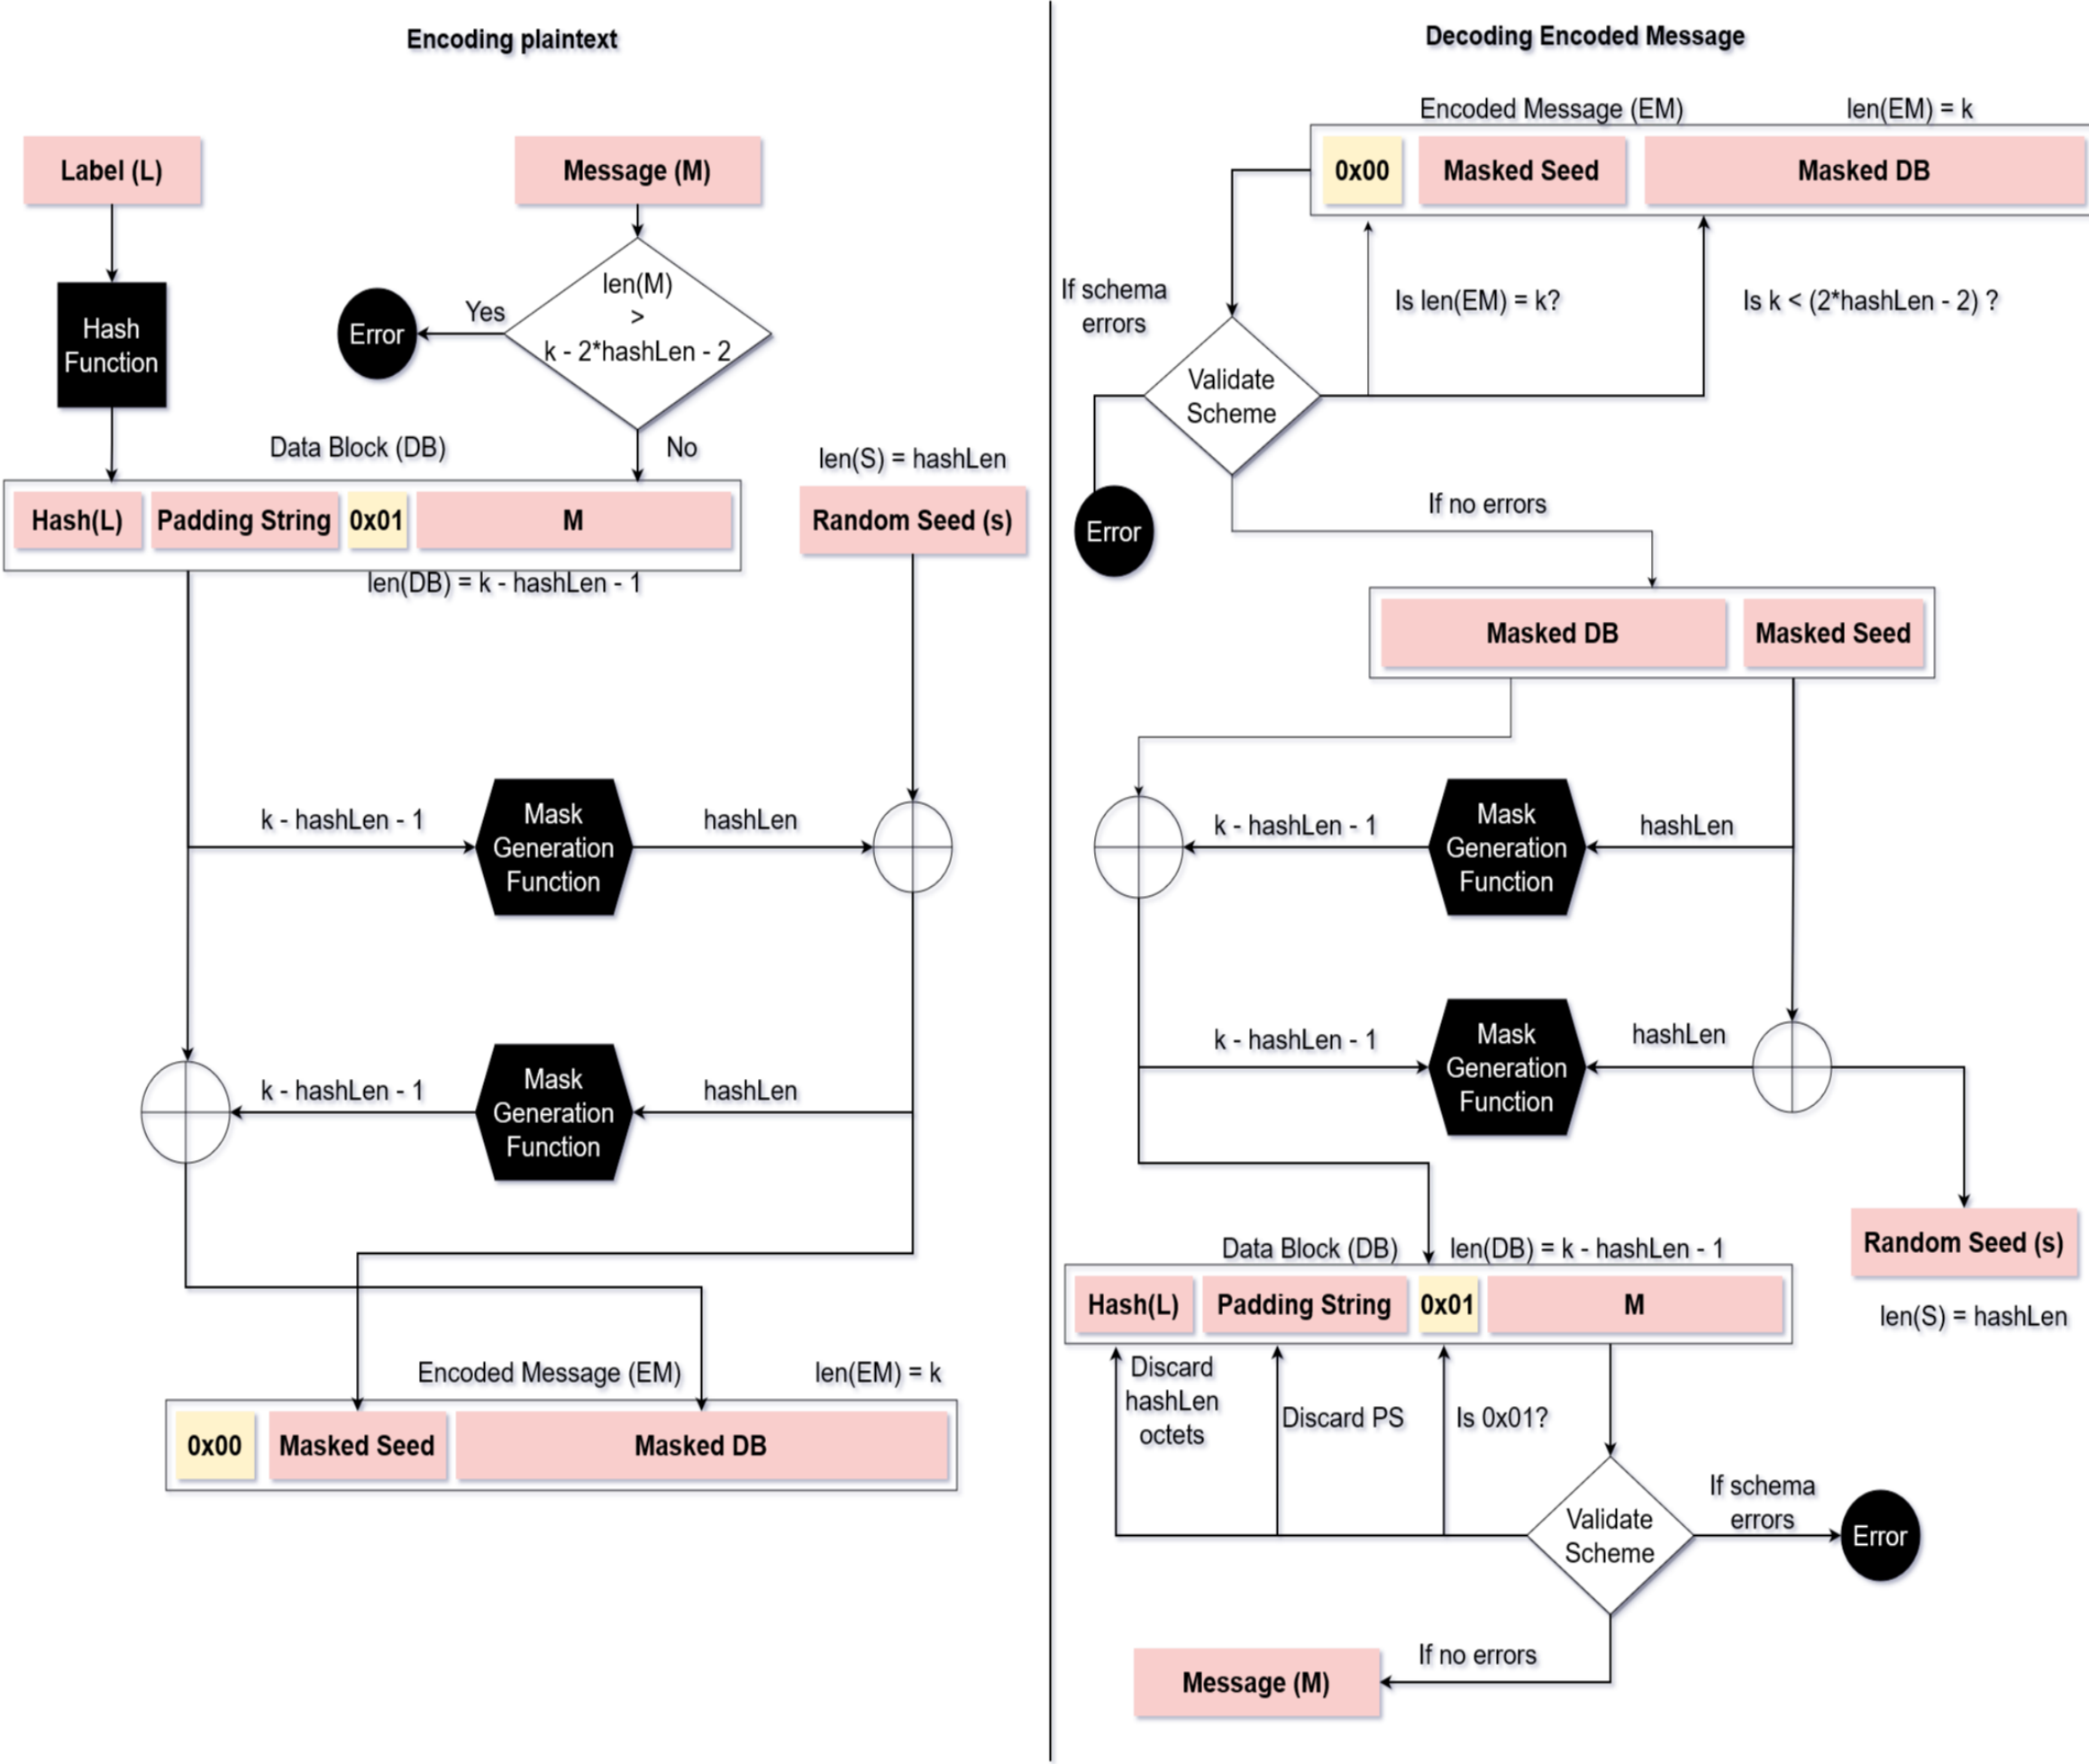 Encoding plaintext
Label (L)
Message (M)
Hash
Function
len(M)
>
k - 2*hashLen - 2
Yes
Error
No
Data Block (DB)
len(S) = hashLen
Hash(L)
Padding String
0x01
M
Random Seed (s)
len(DB) = k - hashLen - 1
k - hashLen - 1
Mask
Generation
Function
hashLen
k - hashLen - 1
Mask
Generation
Function
hashLen
Encoded Message (EM)
len(EM) = k
0x00
Masked Seed
Masked DB
Decoding Encoded Message
Encoded Message (EM)
len(EM) = k
0x00
Masked Seed
Masked DB
If schema
errors
Is len(EM) = k?
Is k < (2*hashLen - 2) ?
Validate
Scheme
Error
If no errors
Masked DB
Masked Seed
k - hashLen - 1
Mask
Generation
Function
hashLen
k - hashLen - 1
Mask
Generation
Function
hashLen
Random Seed (s)
len(S) = hashLen
Data Block (DB)
len(DB) = k - hashLen - 1
Hash(L)
Padding String
0x01
M
Discard
hashLen
octets
Discard PS
Is 0x01?
Validate
Scheme
If schema
errors
Error
If no errors
Message (M)